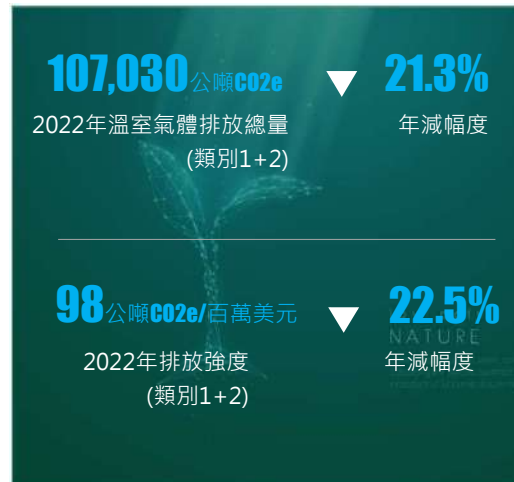 107,030公噸CO2e 21.3%
2022年溫室氣體排放總量 年減幅度
(類別1+2)
98公噸CO2e/百萬美元 22.5%
NATURE
2022年排放強度 年減幅度
(類別1+2)